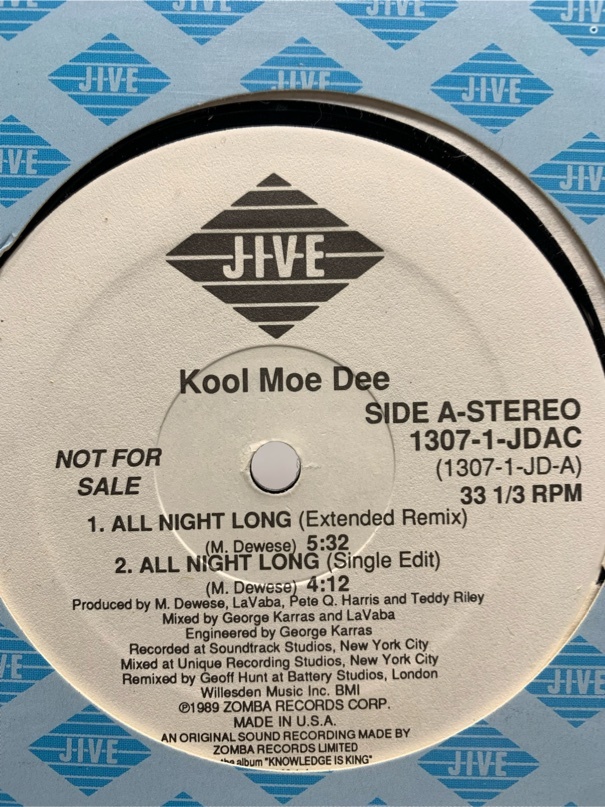 JIVE
JIVE
JIVE
JIVE
JIVE
JIVE
JIVE
Kool Moe Dee
SIDE A-STEREO
1307-1-JDAC
(1307-1-JD-A)
33 1/3 RPM
NOT FOR
SALE
1. ALL NIGHT LONG (Extended Remix)
(M. Dewese) 5:32
2. ALL NIGHT LONG (Single Edit)
(M. Dewese) 4:12
Produced by M. Dewese, LaVaba, Pete Q. Harris and Teddy Riley
Mixed by George Karras and LaVaba
Engineered by George Karras
Recorded at Soundtrack Studios, New York City
Mixed at Unique Recording Studios, New York City
Remixed by Geoff Hunt at Battery Studios, London
Willesden Music Inc. BMI
℗1989 ZOMBA RECORDS CORP.
MADE IN U.S.A.
AN ORIGINAL SOUND RECORDING MADE BY
ZOMBA RECORDS LIMITED
the album "KNOWLEDGE IS KING"
JIVE
JIVE
JIVE